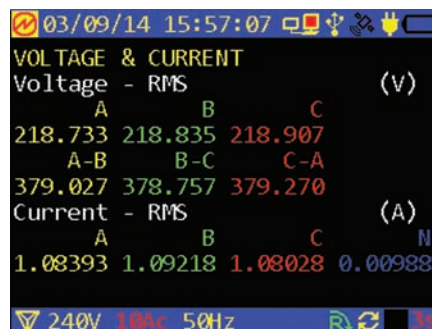 03/09/14 15:57:07
VOLTAGE & CURRENT
Voltage - RMS (V)
A B C
218.733 218.835 218.907
A-B B-C C-A
379.027 378.757 379.270
Current - RMS (A)
A B C N
1.08393 1.09218 1.08028 0.00988
240V 10Ac 50Hz R